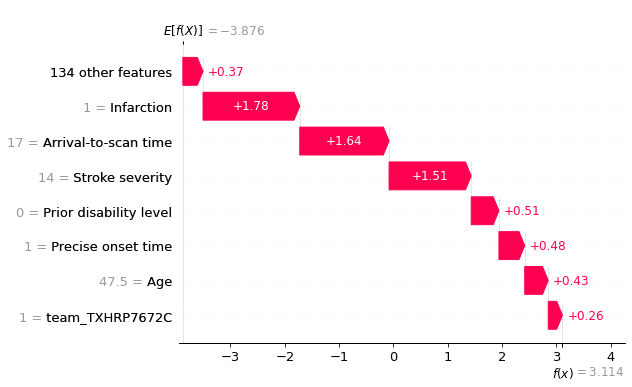 E[f(X)] = −3.876
134 other features +0.37
1 = Infarction +1.78
17 = Arrival-to-scan time +1.64
14 = Stroke severity +1.51
0 = Prior disability level +0.51
1 = Precise onset time +0.48
47.5 = Age +0.43
1 = team_TXHRP7672C +0.26
−3 −2 −1 0 1 2 3 4
f(x) = 3.114